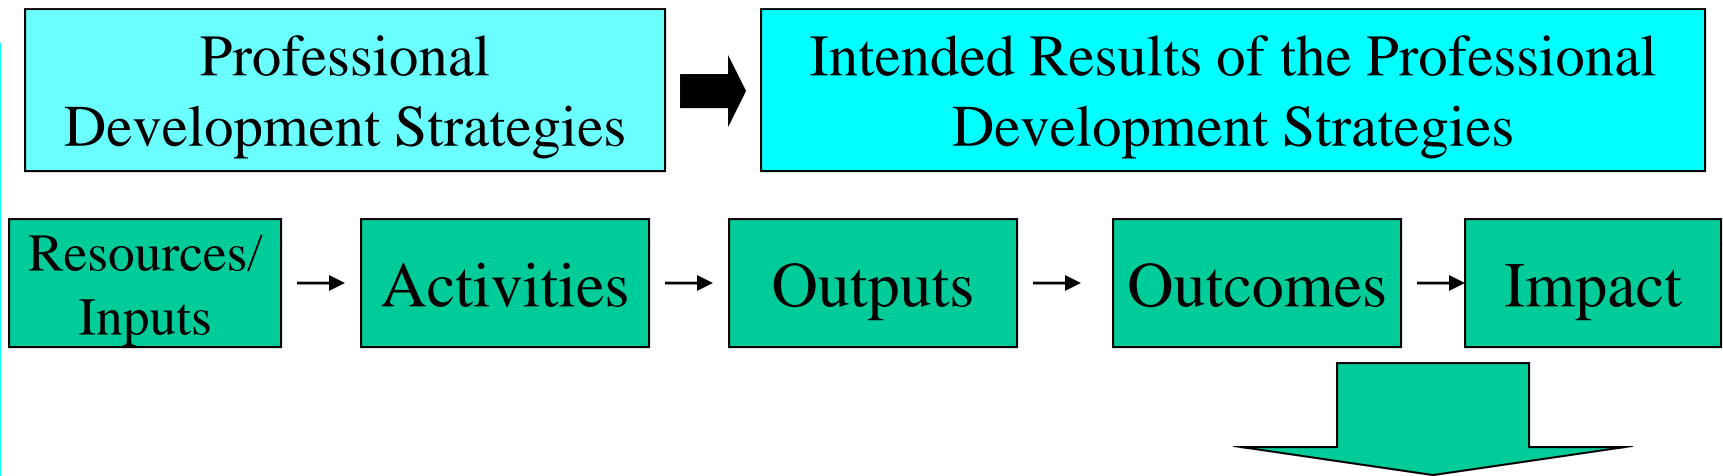 Professional
Development Strategies
Intended Results of the Professional
Development Strategies
Resources/
Inputs
Activities
Outputs
Outcomes
Impact